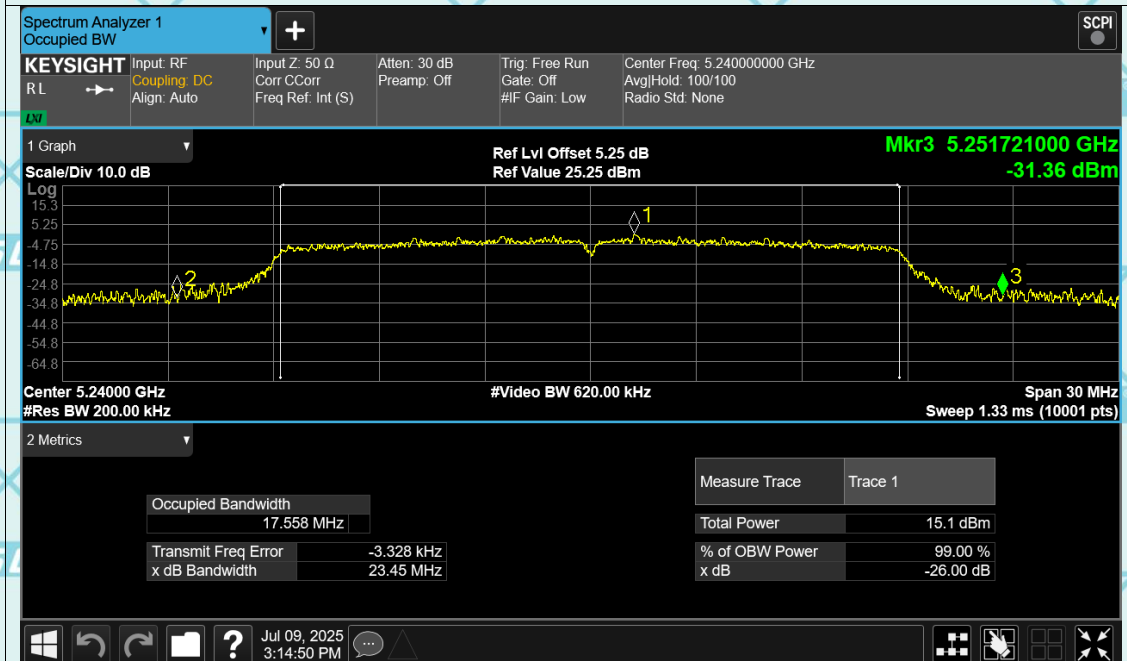 Spectrum Analyzer 1
Occupied BW
SCPI
KEYSIGHT
R L
LXI
Input: RF
Coupling: DC
Align: Auto
Input Z: 50 Ω
Corr CCorr
Freq Ref: Int (S)
Atten: 30 dB
Preamp: Off
Trig: Free Run
Gate: Off
#IF Gain: Low
Center Freq: 5.240000000 GHz
Avg|Hold: 100/100
Radio Std: None
1 Graph
Scale/Div 10.0 dB
Ref Lvl Offset 5.25 dB
Ref Value 25.25 dBm
Mkr3 5.251721000 GHz
-31.36 dBm
Log
15.3
5.25
-4.75
-14.8
-24.8
-34.8
-44.8
-54.8
-64.8
1
2
3
Center 5.24000 GHz
#Video BW 620.00 kHz
Span 30 MHz
#Res BW 200.00 kHz
Sweep 1.33 ms (10001 pts)
2 Metrics
Measure Trace Trace 1
Occupied Bandwidth
17.558 MHz
Total Power 15.1 dBm
Transmit Freq Error -3.328 kHz
% of OBW Power 99.00 %
x dB Bandwidth 23.45 MHz
x dB -26.00 dB
?
Jul 09, 2025
3:14:50 PM